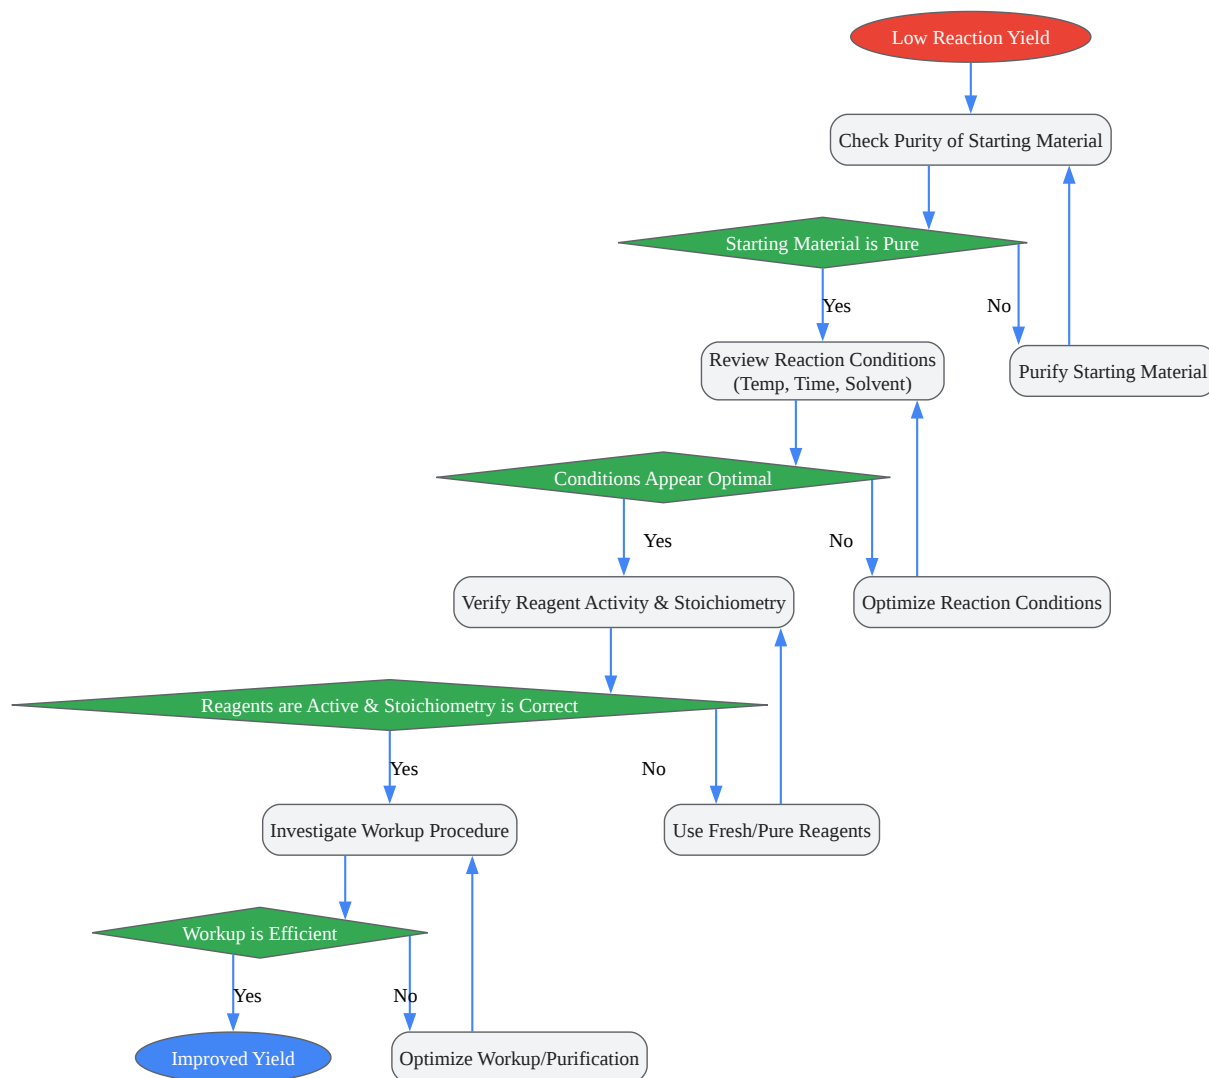 Low Reaction Yield
Check Purity of Starting Material
Starting Material is Pure
Yes
No
Review Reaction Conditions
(Temp, Time, Solvent)
Purify Starting Material
Conditions Appear Optimal
Yes
No
Verify Reagent Activity & Stoichiometry
Optimize Reaction Conditions
Reagents are Active & Stoichiometry is Correct
Yes
No
Investigate Workup Procedure
Use Fresh/Pure Reagents
Workup is Efficient
Yes
No
Improved Yield
Optimize Workup/Purification